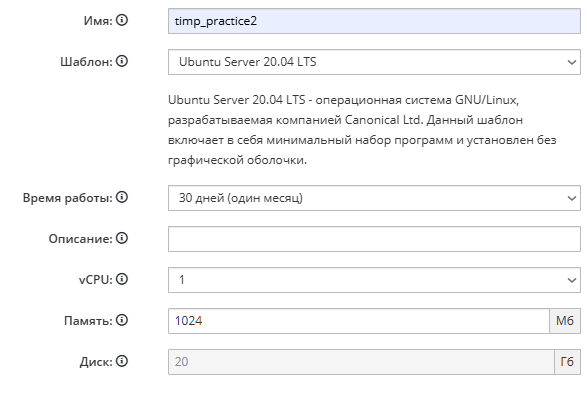 Имя: timp_practice2
Шаблон: Ubuntu Server 20.04 LTS
Ubuntu Server 20.04 LTS - операционная система GNU/Linux,
разрабатываемая компанией Canonical Ltd. Данный шаблон
включает в себя минимальный набор программ и установлен без
графической оболочки.
Время работы: 30 дней (один месяц)
Описание:
vCPU: 1
Память: 1024 Мб
Диск: 20 Гб